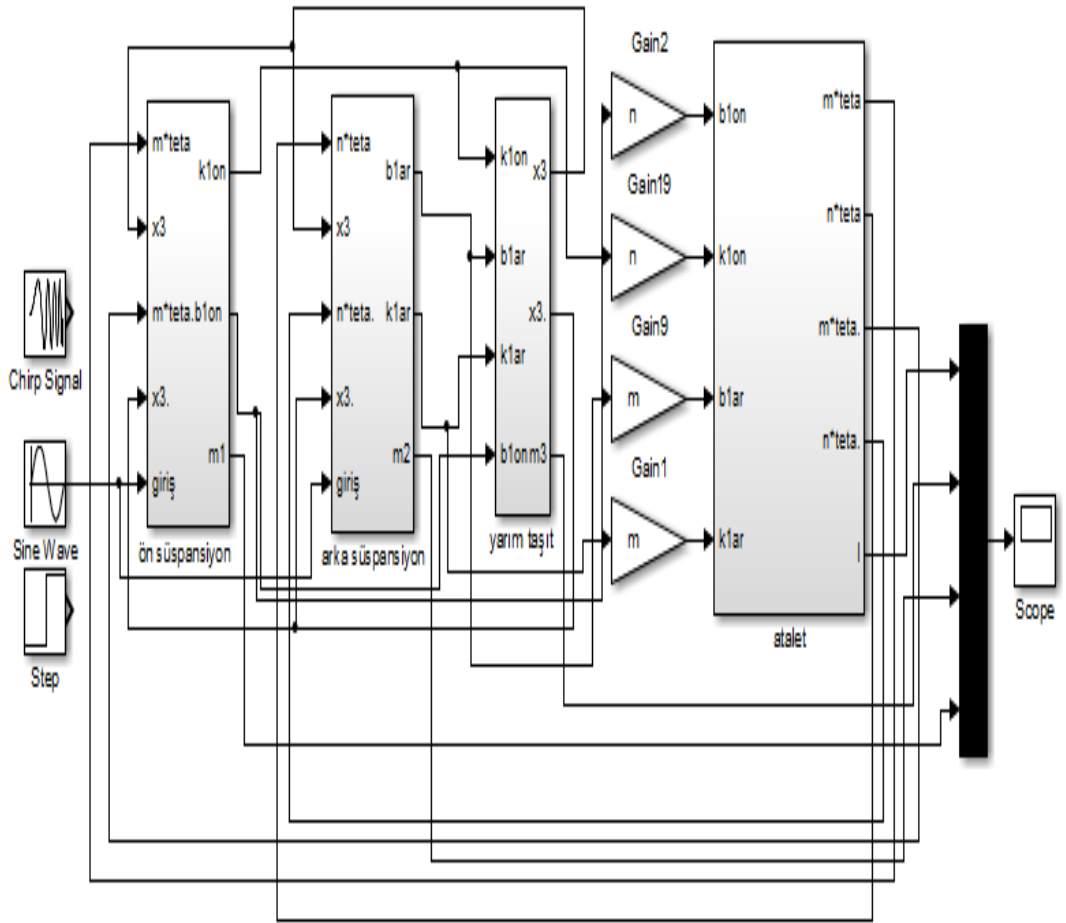 Chirp Signal
Sine Wave
Step
m*teta
x3
m*teta.
x3.
giriş
k1on
b1on
m1
ön süspansiyon
n*teta
x3
n*teta.
x3.
giriş
b1ar
k1ar
m2
arka süspansiyon
k1on
b1ar
k1ar
b1on
x3
x3.
m3
yarım taşıt
Gain2
n
Gain19
n
Gain9
m
Gain1
m
b1on
k1on
b1ar
k1ar
m*teta
n*teta
m*teta.
n*teta.
I
atalet
Scope